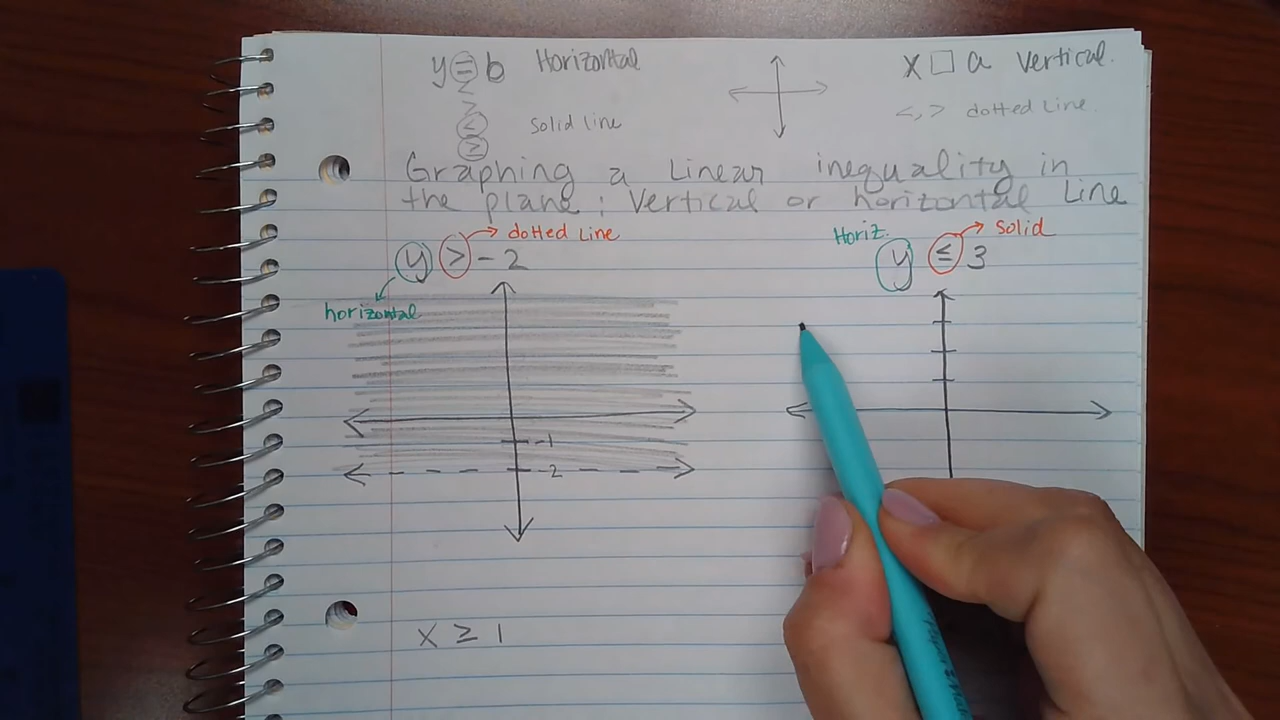 y = b Horizontal
x □ a vertical.
<
>
≤ solid line
<, > dotted line
≥
Graphing a Linear inequality in
the plane: Vertical or horizontal Line
→ dotted Line
Horiz. → Solid
y > -2
y ≤ 3
horizontal
-1
-2
x ≥ 1